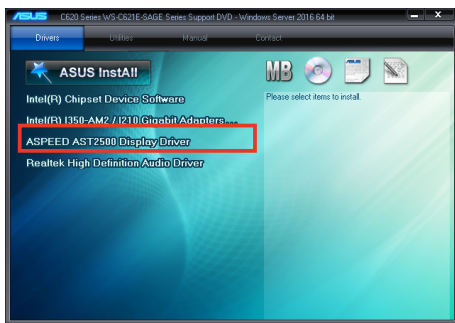 ASUS C620 Series WS-C621E-SAGE Series Support DVD - Windows Server 2016 64 bit
Drivers Utilities Manual Contact
ASUS InstAll
MB
Please select items to install.
Intel(R) Chipset Device Software
Intel(R) I350-AM2 / I210 Gigabit Adapters...
ASPEED AST2500 Display Driver
Realtek High Definition Audio Driver